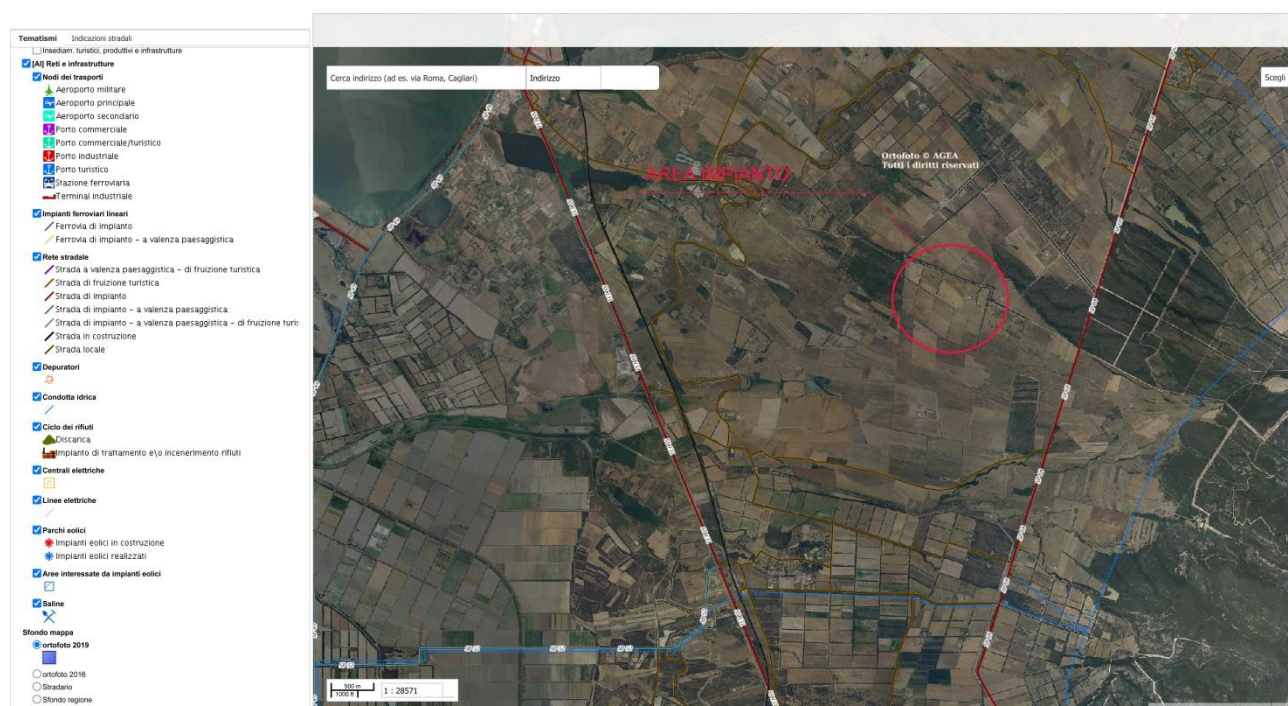 Tematismi Indicazioni stradali
Insediam. turistici, produttivi e infrastrutture
[AI] Reti e infrastrutture
Nodi dei trasporti
Aeroporto militare
Aeroporto principale
Aeroporto secondario
Porto commerciale
Porto commerciale/turistico
Porto industriale
Porto turistico
Stazione ferroviaria
Terminal industriale
Impianti ferroviari lineari
Ferrovia di impianto
Ferrovia di impianto - a valenza paesaggistica
Rete stradale
Strada a valenza paesaggistica - di fruizione turistica
Strada di fruizione turistica
Strada di impianto
Strada di impianto - a valenza paesaggistica
Strada di impianto - a valenza paesaggistica - di fruizione turis
Strada in costruzione
Strada locale
Depuratori
Condotta idrica
Ciclo dei rifiuti
Discarica
Impianto di trattamento e\o incenerimento rifiuti
Centrali elettriche
Linee elettriche
Parchi eolici
Impianti eolici in costruzione
Impianti eolici realizzati
Aree interessate da impianti eolici
Saline
Sfondo mappa
ortofoto 2019
ortofoto 2016
Stradario
Sfondo regione
Cerca indirizzo (ad es. via Roma, Cagliari) Indirizzo
Scegli
Ortofoto © AGEA
Tutti i diritti riservati
AREA IMPIANTO
500 m
1000 ft
1 : 28571